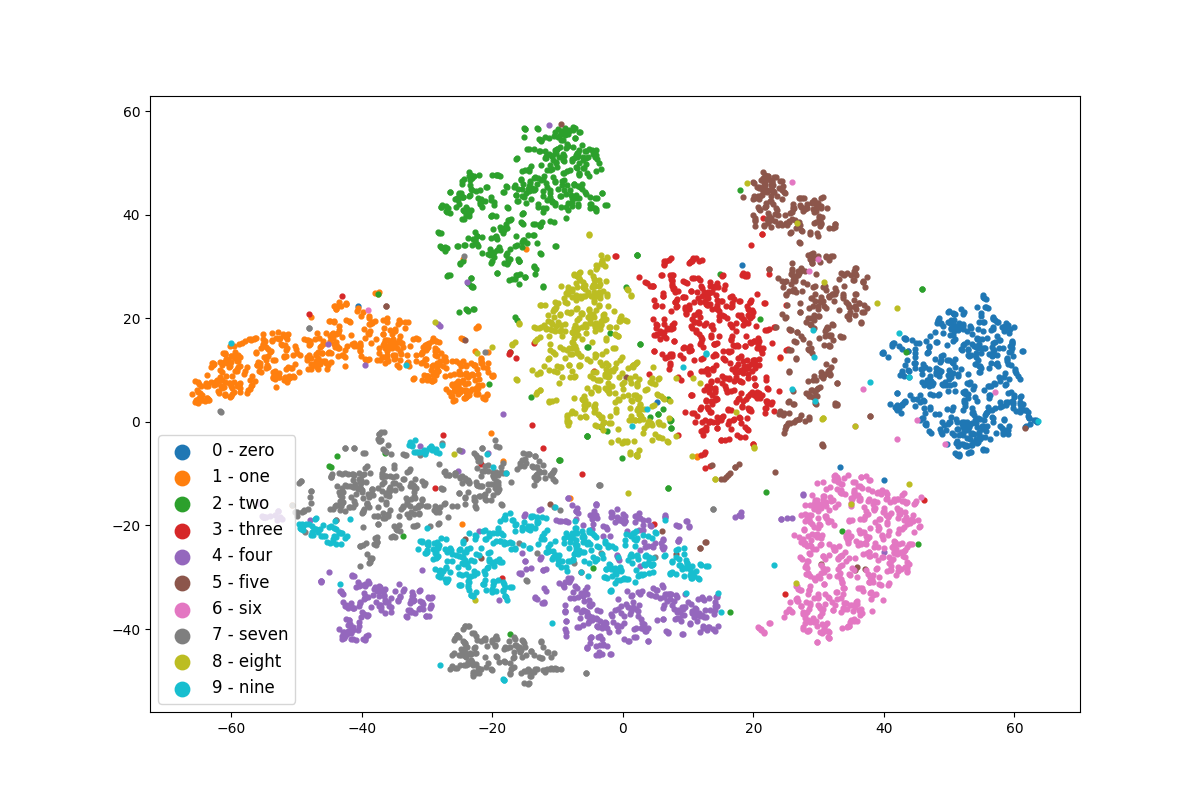 60
40
20
0
−20
−40
−60
−40
−20
0
20
40
60
0 - zero
1 - one
2 - two
3 - three
4 - four
5 - five
6 - six
7 - seven
8 - eight
9 - nine